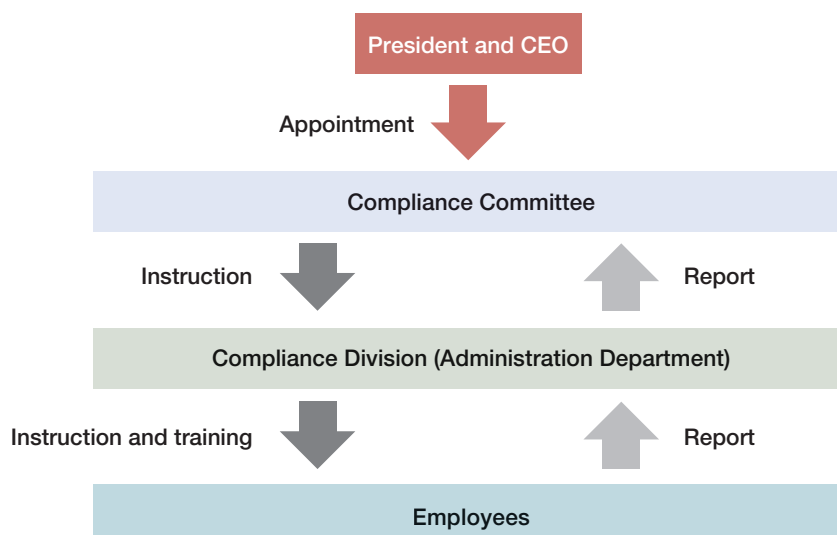 President and CEO
Appointment
Compliance Committee
Instruction
Report
Compliance Division (Administration Department)
Instruction and training
Report
Employees